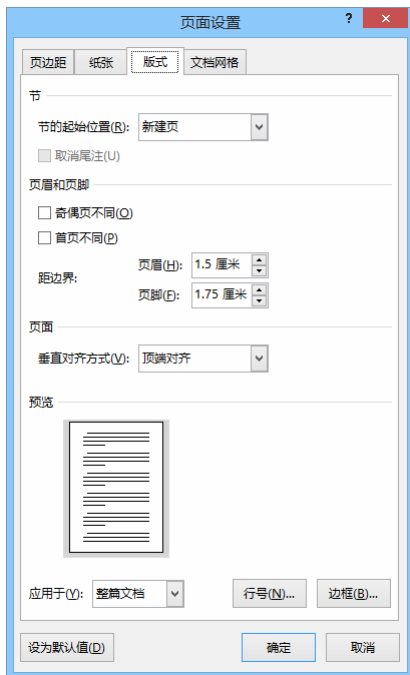 页面设置 ? ×
页边距 纸张 版式 文档网格
节
节的起始位置(R): 新建页
取消尾注(U)
页眉和页脚
奇偶页不同(O)
首页不同(P)
页眉(H): 1.5 厘米
距边界:
页脚(F): 1.75 厘米
页面
垂直对齐方式(V): 顶端对齐
预览
应用于(Y): 整篇文档 行号(N)... 边框(B)...
设为默认值(D) 确定 取消